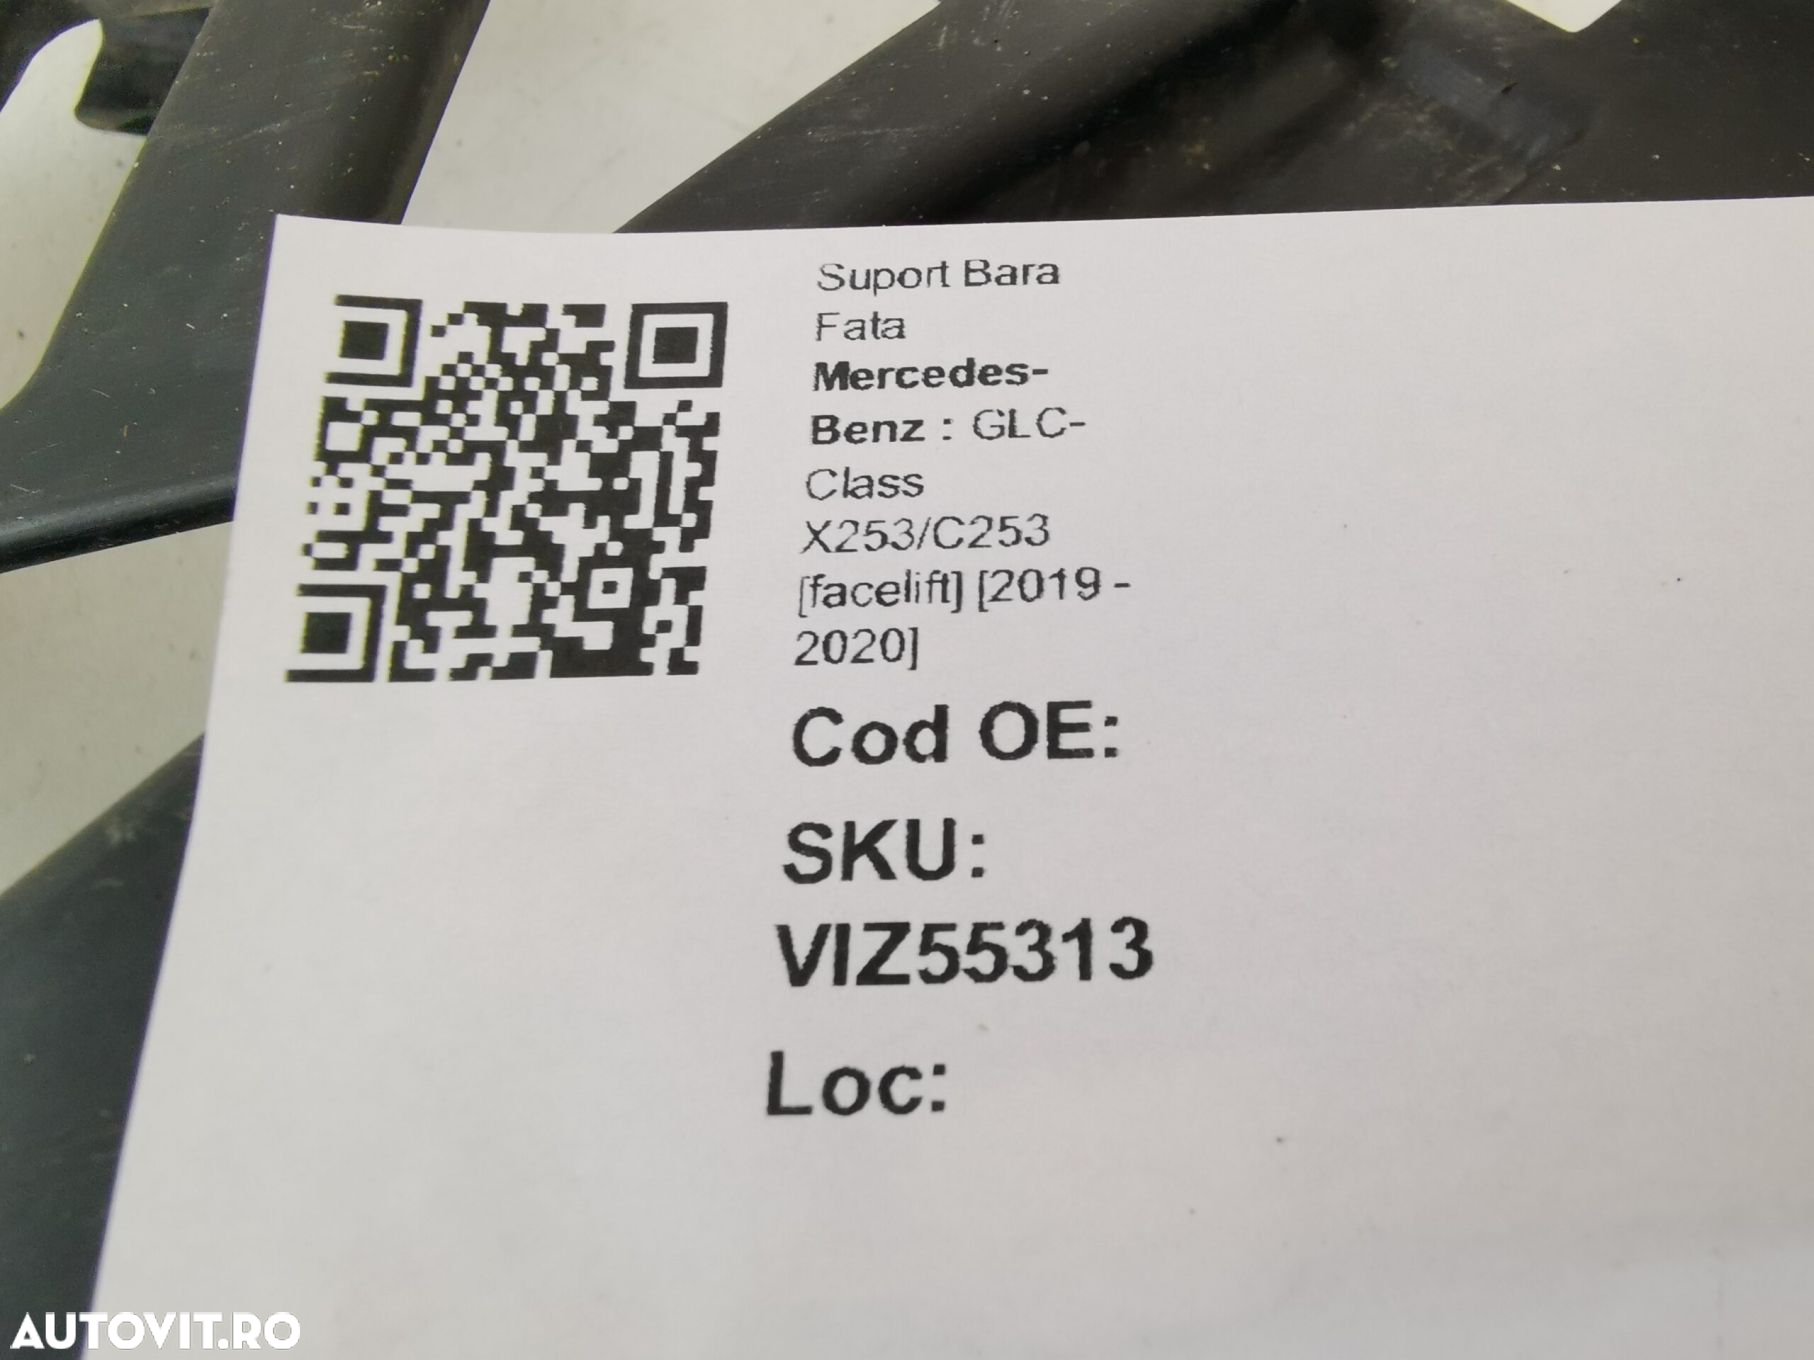 Suport Bara
Fata
Mercedes-
Benz : GLC-
Class
X253/C253
[facelift] [2019 -
2020]
Cod OE:
SKU:
VIZ55313
Loc:
AUTOVIT.RO